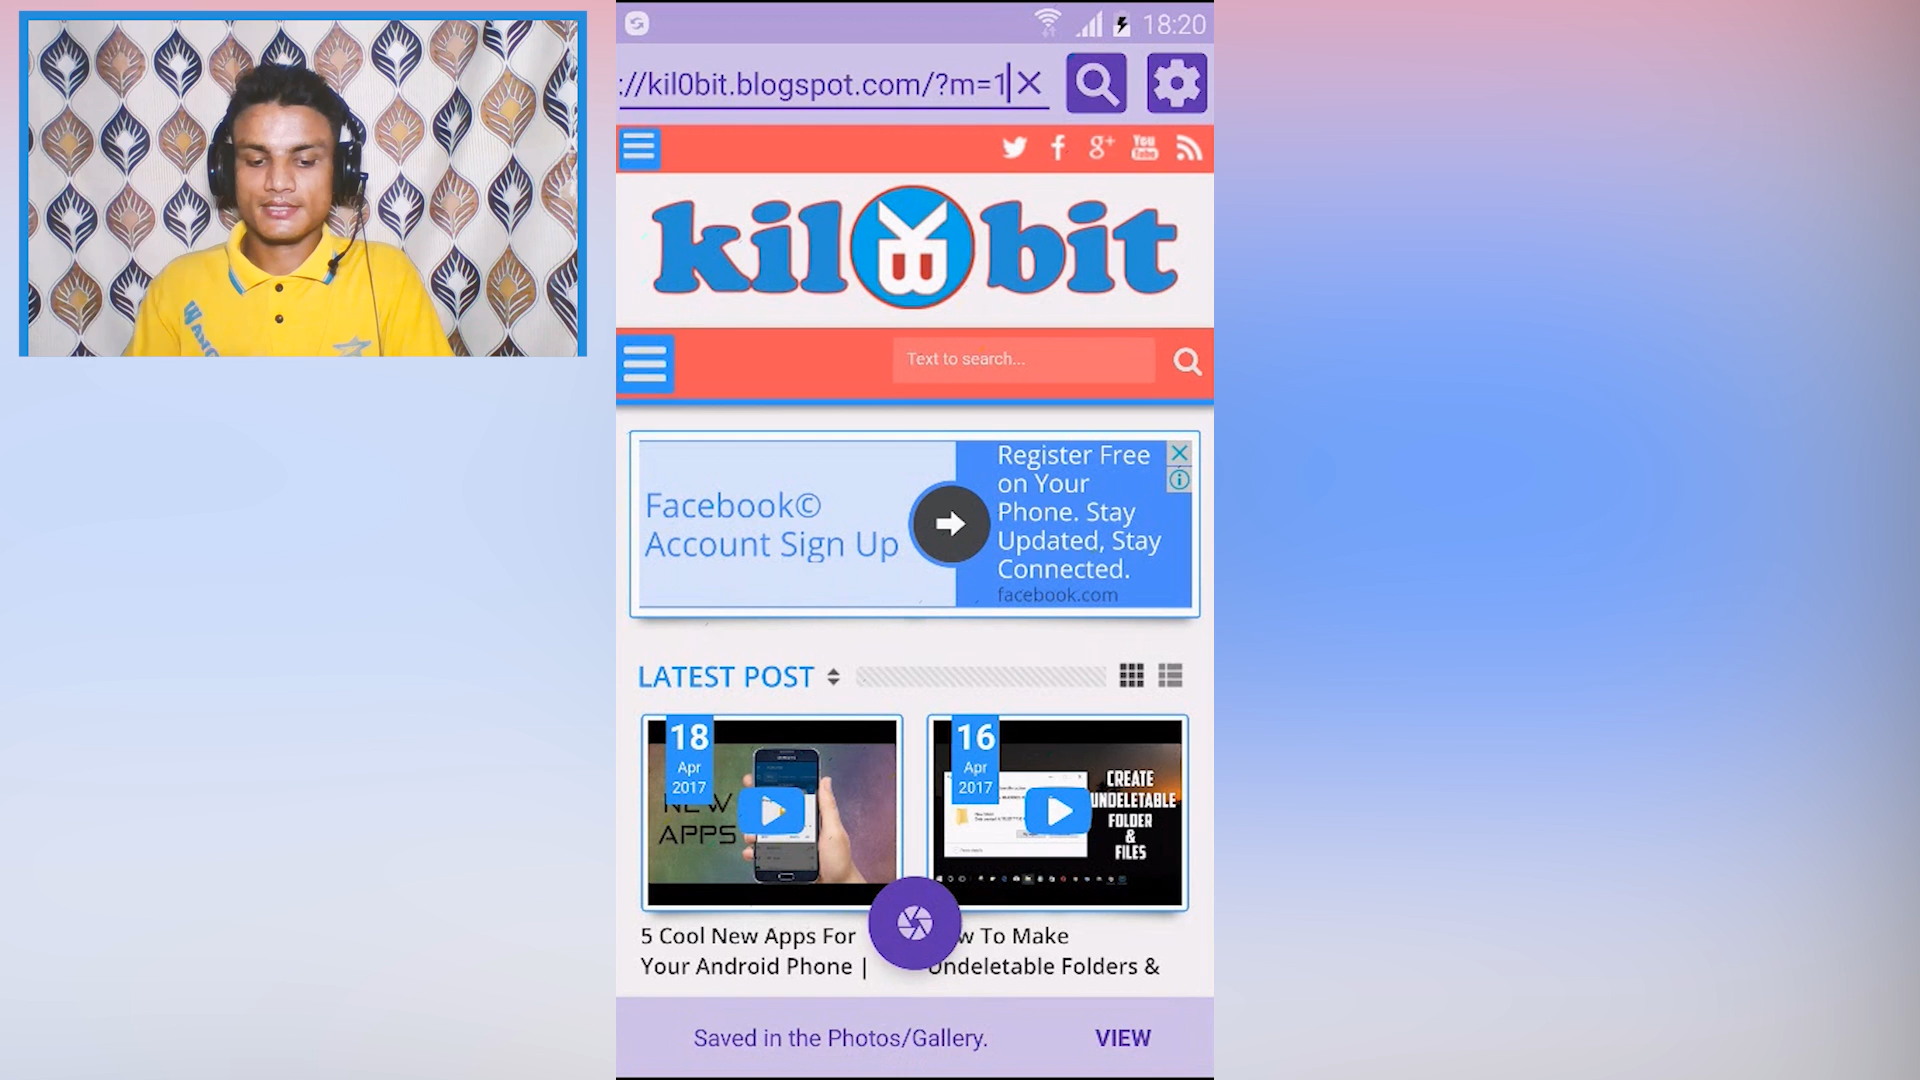 18:20
://kil0bit.blogspot.com/?m=1
You
Tube
g+
kil bit
Text to search...
Facebook©
Account Sign Up
Register Free
on Your
Phone. Stay
Updated, Stay
Connected.
facebook.com
LATEST POST
18
Apr
2017
NEW
APPS
16
Apr
2017
CREATE
UNDELETABLE
FOLDER
&
FILES
5 Cool New Apps For
Your Android Phone |
w To Make
Undeletable Folders &
Saved in the Photos/Gallery.
VIEW